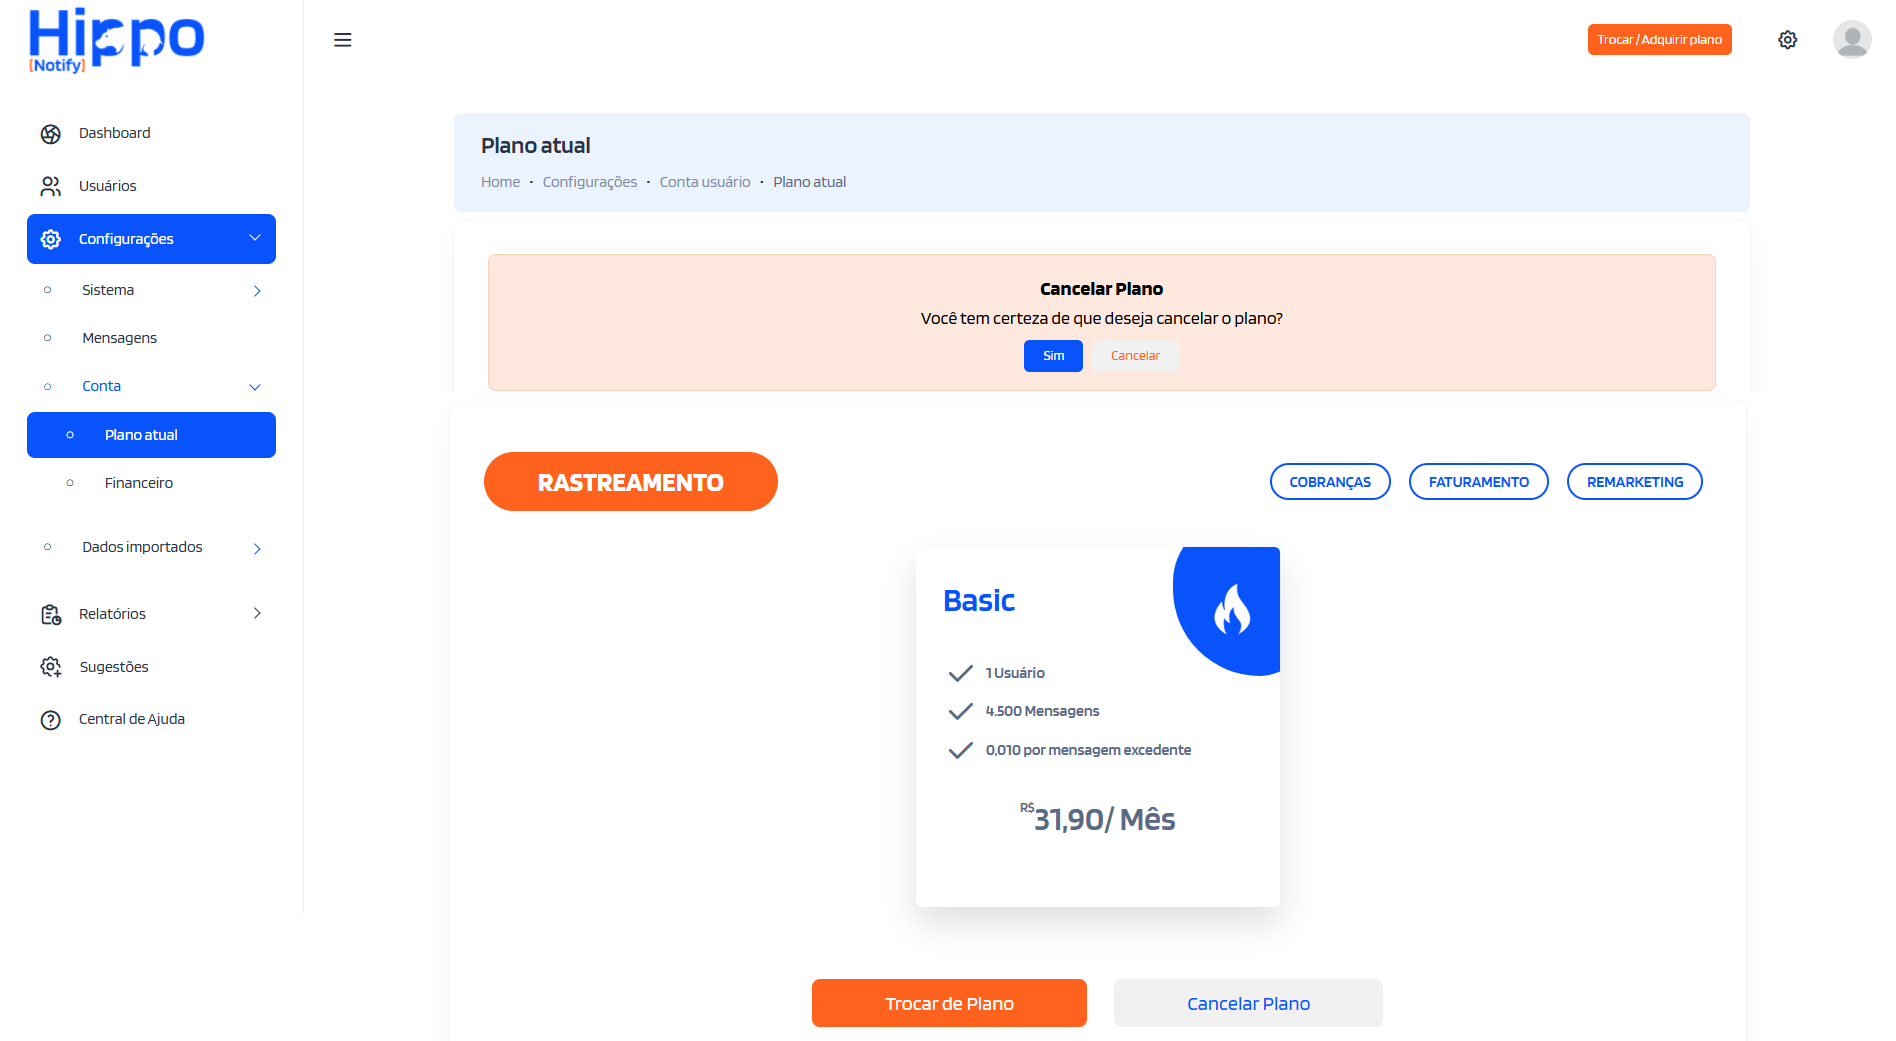 Hippo
[Notify]
Trocar / Adquirir plano
Dashboard
Usuários
Configurações
Sistema
Mensagens
Conta
Plano atual
Financeiro
Dados importados
Relatórios
Sugestões
Central de Ajuda
Plano atual
Home • Configurações • Conta usuário • Plano atual
Cancelar Plano
Você tem certeza de que deseja cancelar o plano?
Sim Cancelar
RASTREAMENTO COBRANÇAS FATURAMENTO REMARKETING
Basic
1 Usuário
4.500 Mensagens
0,010 por mensagem excedente
R$31,90/ Mês
Trocar de Plano Cancelar Plano